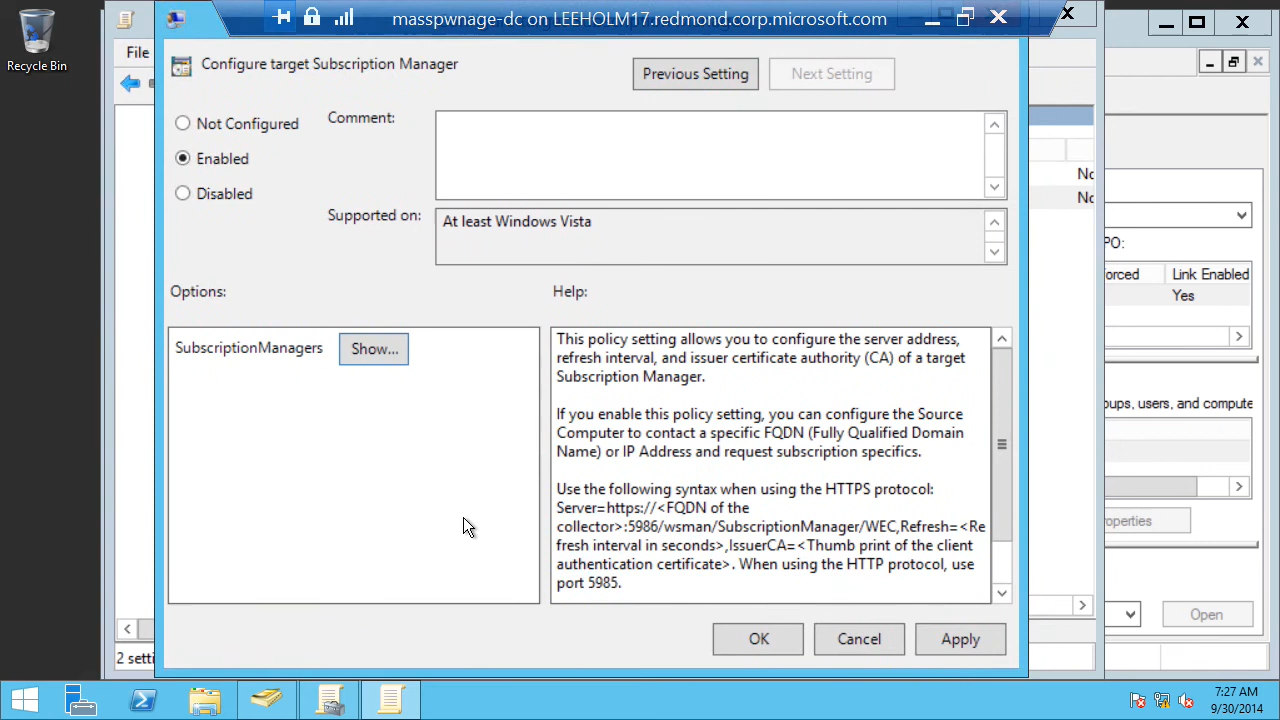 masspwnage-dc on LEEHOLM17.redmond.corp.microsoft.com
Recycle Bin
File
Configure target Subscription Manager
Previous Setting
Next Setting
Not Configured
Enabled
Disabled
Comment:
Supported on:
At least Windows Vista
Options:
Help:
SubscriptionManagers
Show...
This policy setting allows you to configure the server address,
refresh interval, and issuer certificate authority (CA) of a target
Subscription Manager.
If you enable this policy setting, you can configure the Source
Computer to contact a specific FQDN (Fully Qualified Domain
Name) or IP Address and request subscription specifics.
Use the following syntax when using the HTTPS protocol:
Server=https://<FQDN of the
collector>:5986/wsman/SubscriptionManager/WEC,Refresh=<Re
fresh interval in seconds>,IssuerCA=<Thumb print of the client
authentication certificate>. When using the HTTP protocol, use
port 5985.
OK
Cancel
Apply
No
No
PO:
orced
Link Enabled
Yes
oups, users, and compute
roperties
Open
2 setti
7:27 AM
9/30/2014